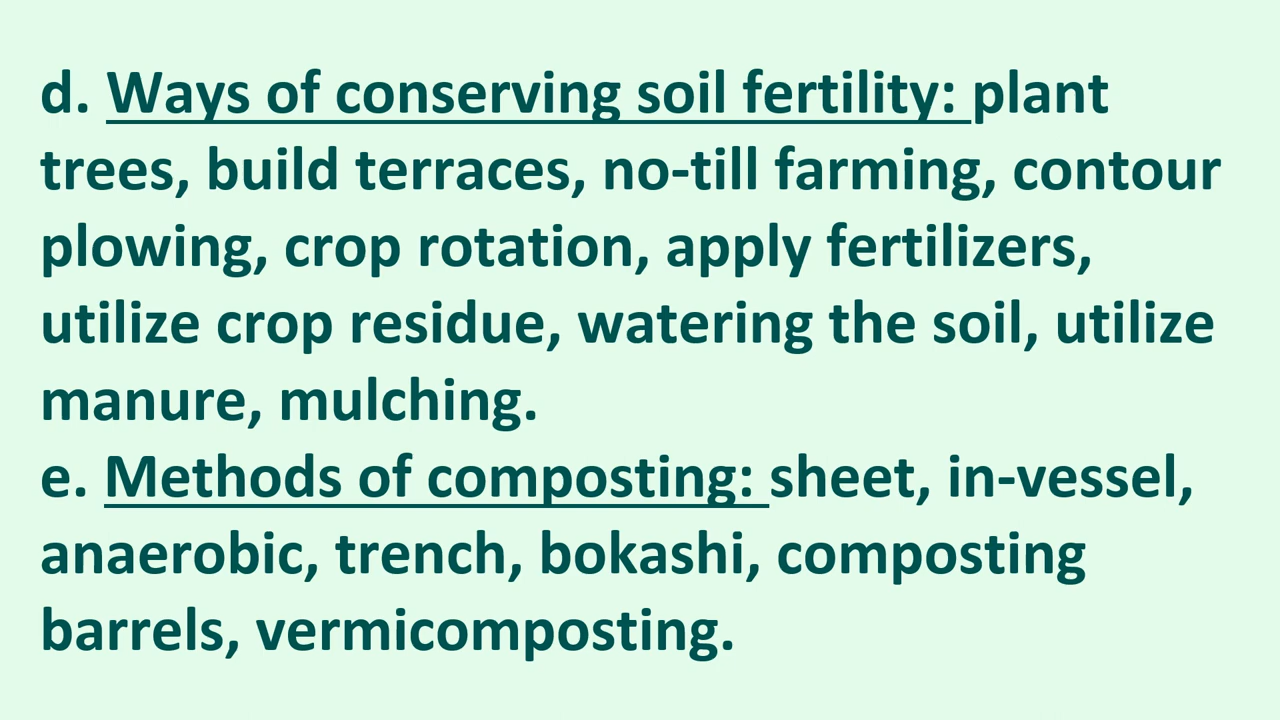 d. Ways of conserving soil fertility: plant
trees, build terraces, no-till farming, contour
plowing, crop rotation, apply fertilizers,
utilize crop residue, watering the soil, utilize
manure, mulching.
e. Methods of composting: sheet, in-vessel,
anaerobic, trench, bokashi, composting
barrels, vermicomposting.